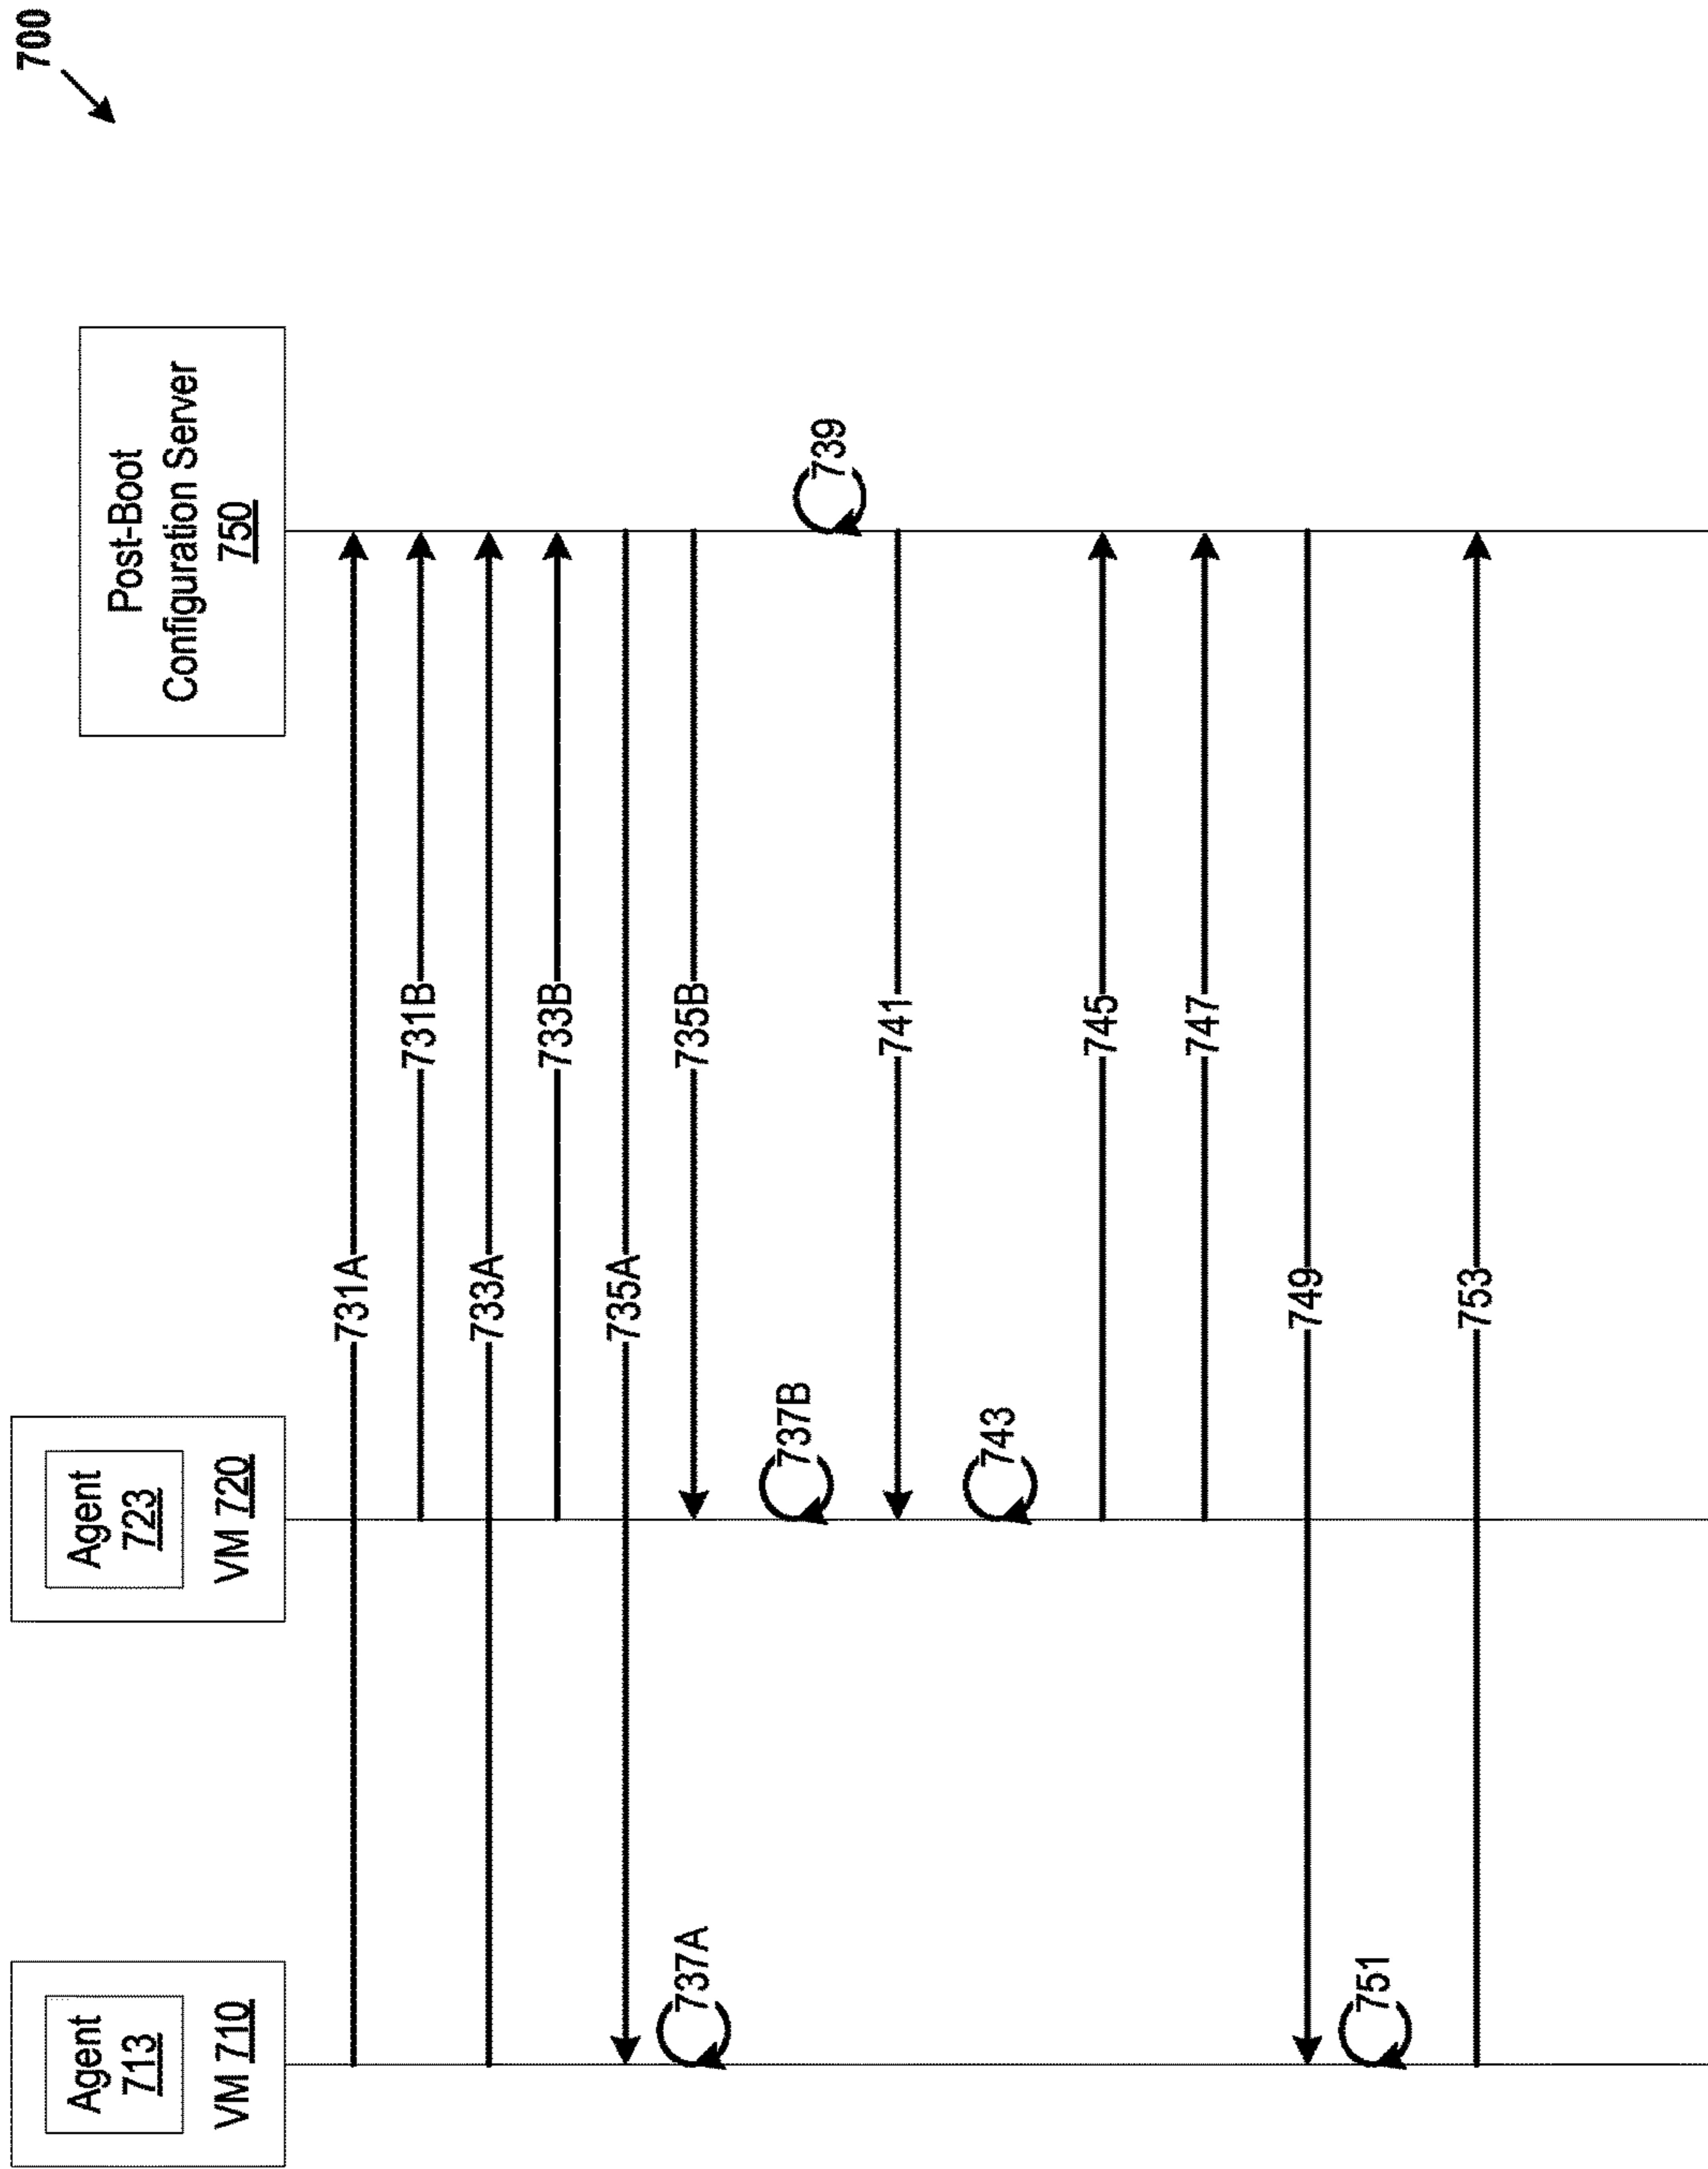 700
Agent
713
VM 710
Agent
723
VM 720
Post-Boot
Configuration Server
750
731A
731B
733A
733B
735A
735B
737A
737B
739
741
743
745
747
749
751
753